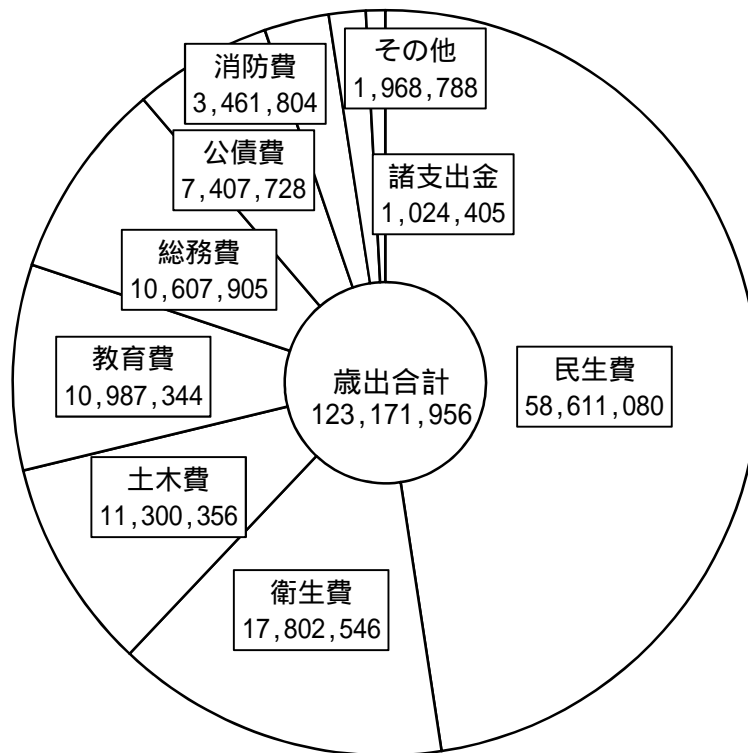 その他
1,968,788
消防費
3,461,804
公債費
7,407,728
諸支出金
1,024,405
総務費
10,607,905
教育費
10,987,344
歳出合計
123,171,956
民生費
58,611,080
土木費
11,300,356
衛生費
17,802,546